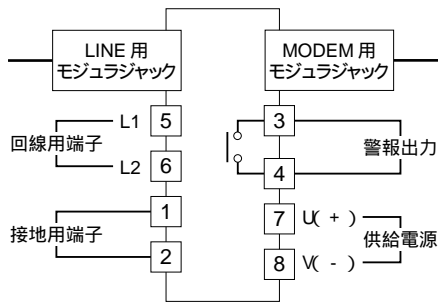 LINE 用
モジュラジャック
MODEM 用
モジュラジャック
L1
5
回線用端子
L2
6
3
警報出力
4
1
接地用端子
2
7
U( + )
供給電源
8
V( - )